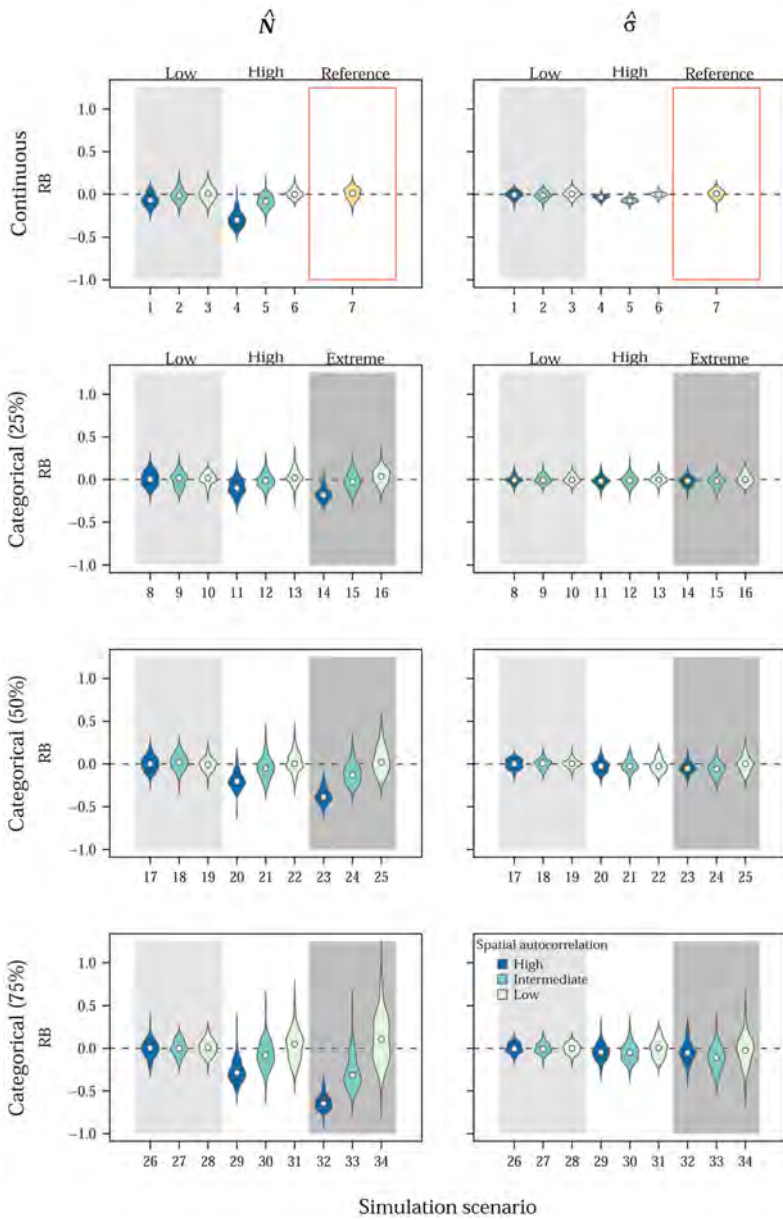 N̂ σ̂
Low High Reference Low High Reference
Continuous
RB
1.0
0.5
0.0
−0.5
−1.0
1 2 3 4 5 6 7 1 2 3 4 5 6 7
Low High Extreme Low High Extreme
Categorical (25%)
RB
1.0
0.5
0.0
−0.5
−1.0
8 9 10 11 12 13 14 15 16 8 9 10 11 12 13 14 15 16
Categorical (50%)
RB
1.0
0.5
0.0
−0.5
−1.0
17 18 19 20 21 22 23 24 25 17 18 19 20 21 22 23 24 25
Categorical (75%)
RB
1.0
0.5
0.0
−0.5
−1.0
Spatial autocorrelation
High
Intermediate
Low
26 27 28 29 30 31 32 33 34 26 27 28 29 30 31 32 33 34
Simulation scenario